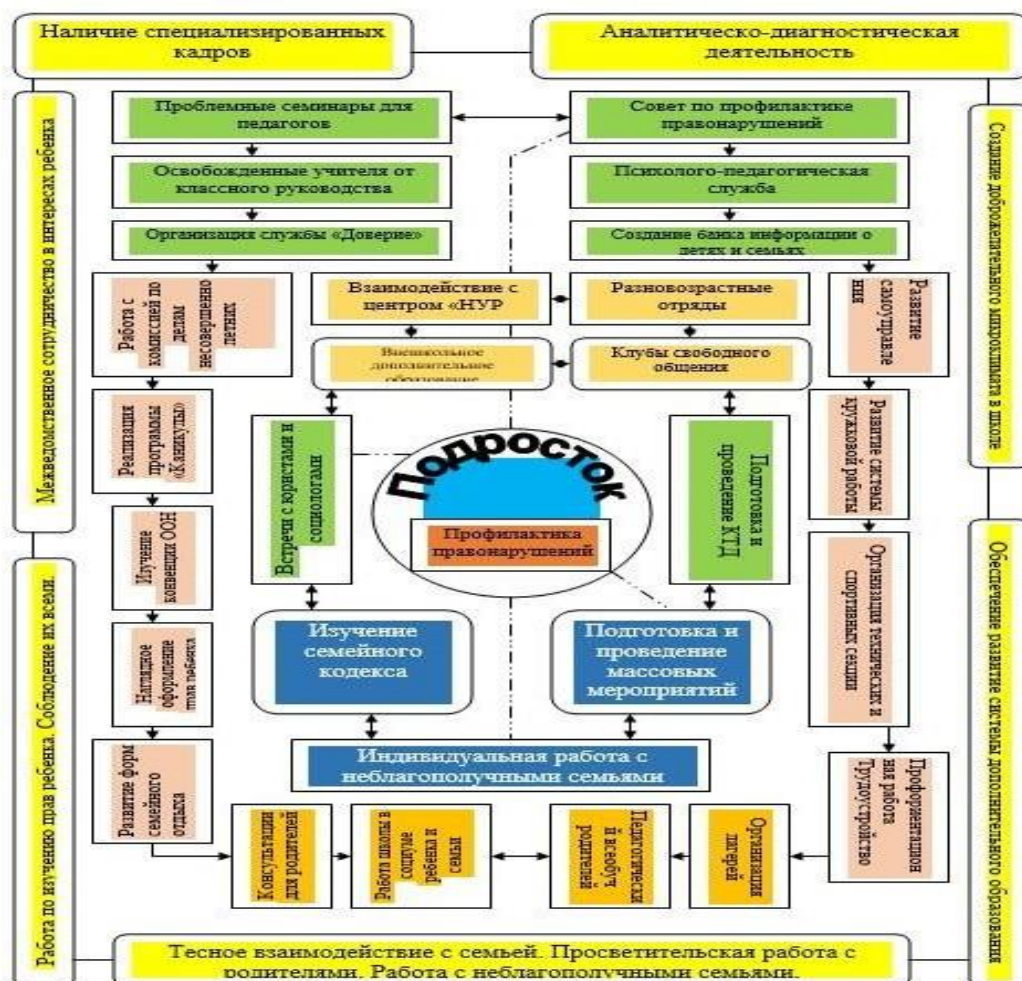 Наличие специализированных
кадров
Аналитическо-диагностическая
деятельность
Межведомственное сотрудничество в интересах ребенка
Создание доброжелательного микроклимата в школе
Проблемные семинары для
педагогов
Совет по профилактике
правонарушений
Освобожденные учителя от
классного руководства
Психолого-педагогическая
служба
Организация службы «Доверие»
Создание банка информации о
детях и семьях
Работа с
комиссией по
делам
несовершенно
летних
Взаимодействие с
центром «НУР
Разновозрастные
отряды
Развитие
самоуправле
ния
Внешкольное
дополнительное
образование
Клубы свободного
общения
Реализация
программы
«Каникулы»
Встречи с юристами и
социологами
Подросток
Профилактика
правонарушений
Подготовка и
проведение КТД
Развитие системы
кружковой работы
Изучение
конвенции ООН
Организация технических и
спортивных секции
Работа по изучению прав ребенка. Соблюдение их всеми.
Обеспечение развитие системы дополнительного образования
Наглядное
оформление
Изучение
семейного
кодекса
Подготовка и
проведение
массовых
мероприятий
Развитие форм
семейного
отдыха
Индивидуальная работа с
неблагополучными семьями
Профориентацион
ная работа
Трудоустройство
Консультации
для родителей
Работа школы в
социуме
ребенка и
семьи
Педагогически
й всеобуч
родителей
Организация
лагерей
Тесное взаимодействие с семьей. Просветительская работа с
родителями. Работа с неблагополучными семьями.